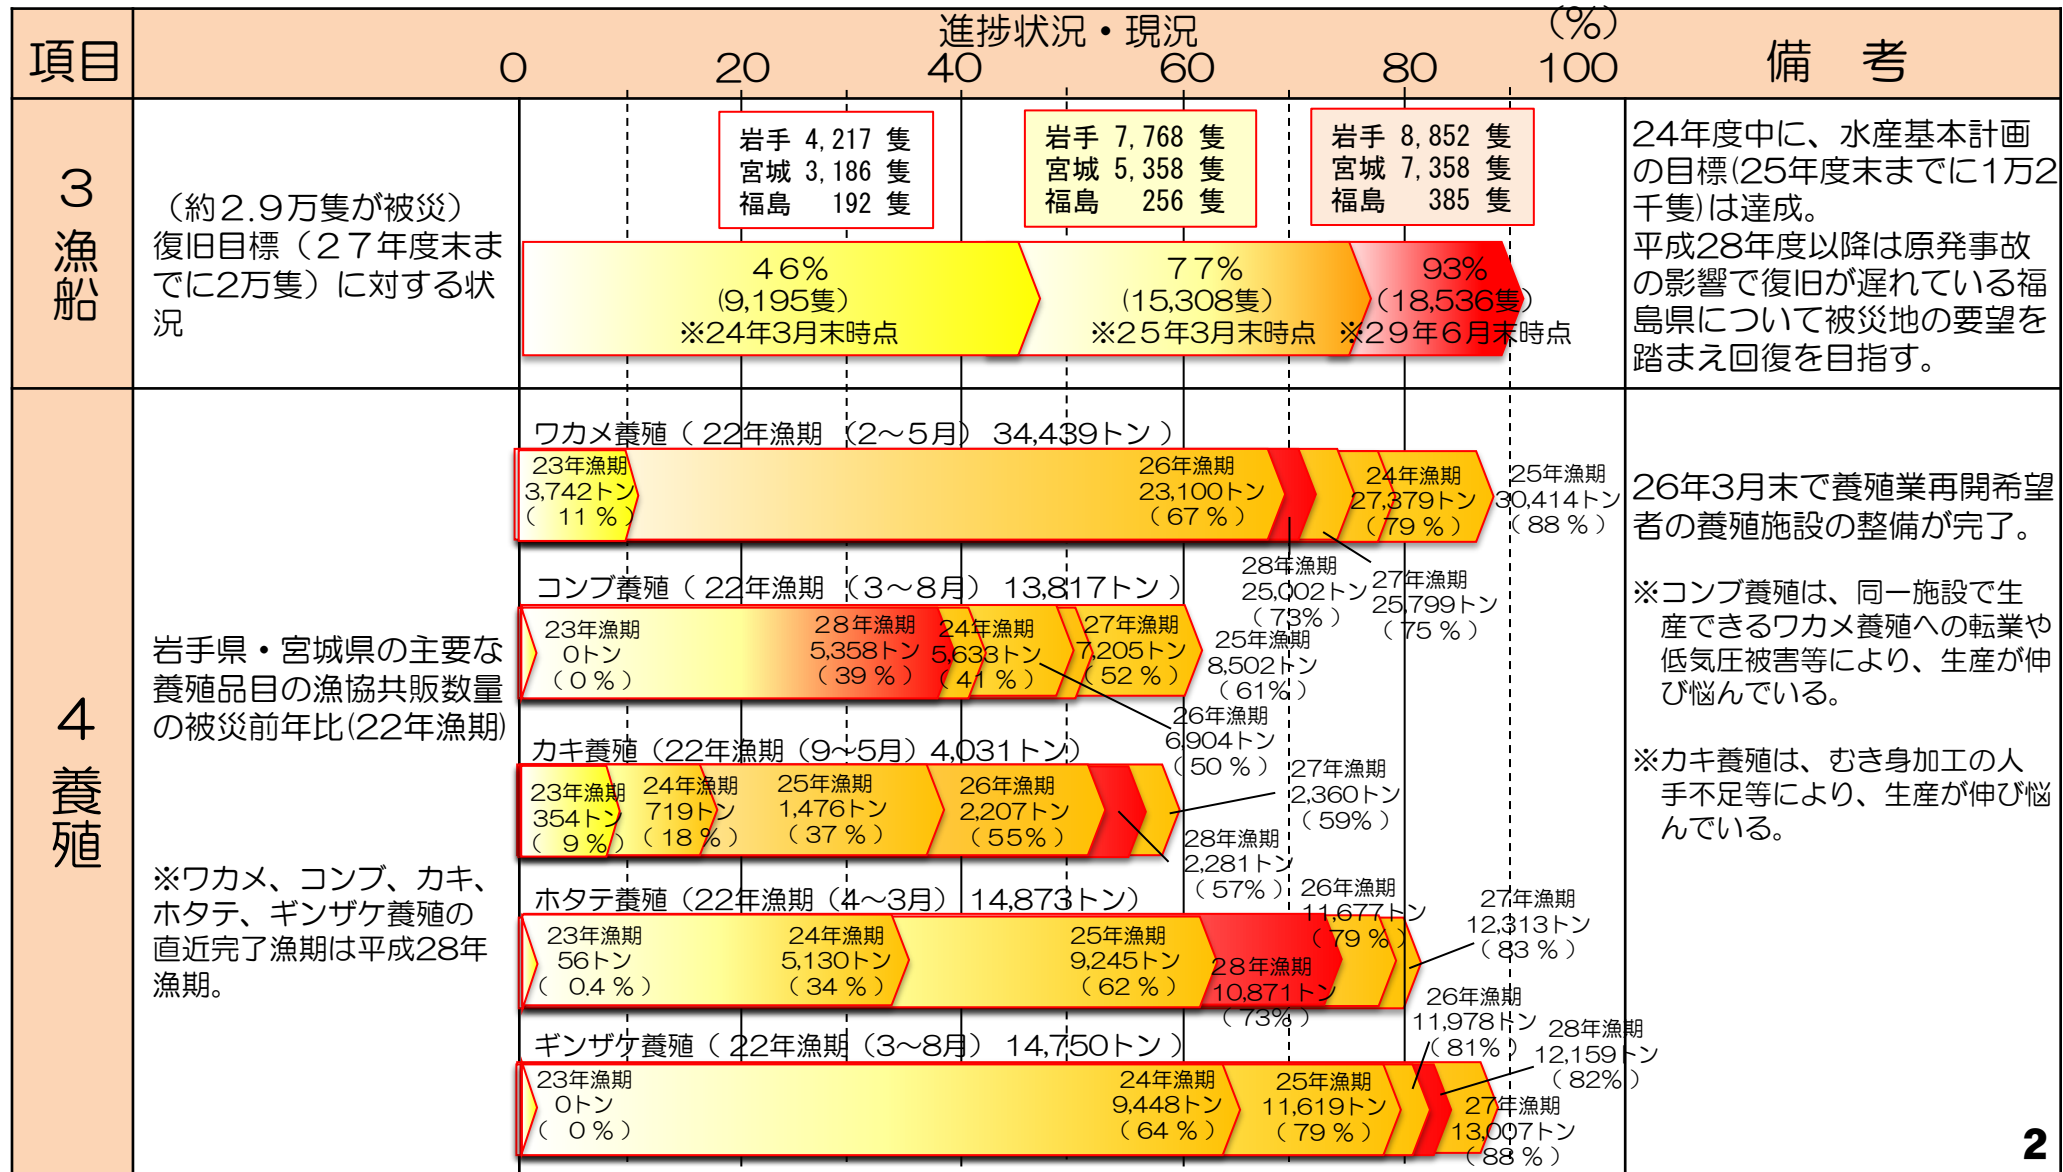 項目
進捗状況・現況
(%)
0 20 40 60 80 100
備 考
3
漁
船
（約2.9万隻が被災）
復旧目標（27年度末ま
でに2万隻）に対する状
況
岩手 4,217 隻
宮城 3,186 隻
福島 192 隻
岩手 7,768 隻
宮城 5,358 隻
福島 256 隻
岩手 8,852 隻
宮城 7,358 隻
福島 385 隻
46%
(9,195隻)
※24年3月末時点
77%
(15,308隻)
※25年3月末時点
93%
(18,536隻)
※29年6月末時点
24年度中に、水産基本計画
の目標(25年度末までに1万2
千隻)は達成。
平成28年度以降は原発事故
の影響で復旧が遅れている福
島県について被災地の要望を
踏まえ回復を目指す。
4
養
殖
岩手県・宮城県の主要な
養殖品目の漁協共販数量
の被災前年比(22年漁期)
※ワカメ、コンブ、カキ、
ホタテ、ギンザケ養殖の
直近完了漁期は平成28年
漁期。
ワカメ養殖（ 22年漁期 （2～5月） 34,439トン ）
23年漁期
3,742トン
( 11 % )
26年漁期
23,100トン
( 67 % )
28年漁期
25,002トン
( 73% )
27年漁期
25,799トン
( 75 % )
24年漁期
27,379トン
( 79 % )
25年漁期
30,414トン
( 88 % )
コンブ養殖（ 22年漁期 （3～8月） 13,817トン ）
23年漁期
0トン
( 0 % )
28年漁期
5,358トン
( 39 % )
24年漁期
5,633トン
( 41 % )
26年漁期
6,904トン
( 50 % )
27年漁期
7,205トン
( 52 % )
25年漁期
8,502トン
( 61% )
カキ養殖（22年漁期（9～5月）4,031トン）
23年漁期
354トン
( 9 % )
24年漁期
719トン
( 18 % )
25年漁期
1,476トン
( 37 % )
26年漁期
2,207トン
( 55% )
28年漁期
2,281トン
( 57% )
27年漁期
2,360トン
( 59% )
ホタテ養殖（22年漁期（4～3月） 14,873トン）
23年漁期
56トン
( 0.4 % )
24年漁期
5,130トン
( 34 % )
25年漁期
9,245トン
( 62 % )
28年漁期
10,871トン
( 73% )
26年漁期
11,677トン
( 79 % )
27年漁期
12,313トン
( 83 % )
ギンザケ養殖（ 22年漁期（3～8月） 14,750トン ）
23年漁期
0トン
( 0 % )
24年漁期
9,448トン
( 64 % )
25年漁期
11,619トン
( 79 % )
26年漁期
11,978トン
( 81% )
28年漁期
12,159トン
( 82% )
27年漁期
13,007トン
( 88 % )
26年3月末で養殖業再開希望
者の養殖施設の整備が完了。
※コンブ養殖は、同一施設で生
産できるワカメ養殖への転業や
低気圧被害等により、生産が伸
び悩んでいる。
※カキ養殖は、むき身加工の人
手不足等により、生産が伸び悩
んでいる。
2